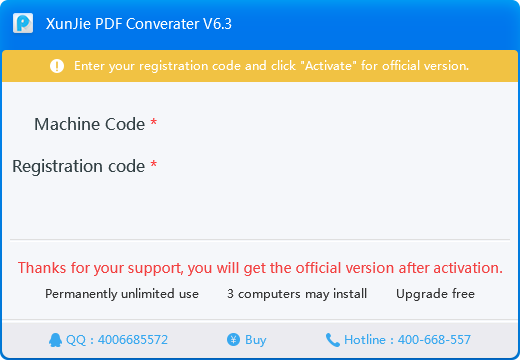 XunJie PDF Converater V6.3
Enter your registration code and click "Activate" for official version.
Machine Code *
Registration code *
Thanks for your support, you will get the official version after activation.
Permanently unlimited use 3 computers may install Upgrade free
QQ : 4006685572 Buy Hotline : 400-668-557